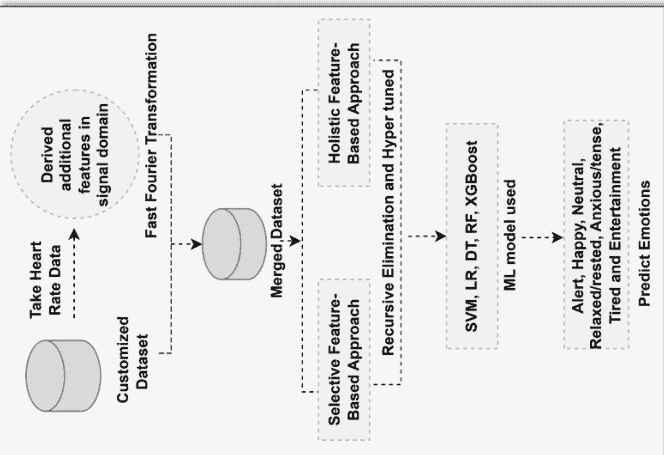 Customized
Dataset
Take Heart
Rate Data
Derived
additional
features in
signal domain
Fast Fourier Transformation
Merged Dataset
Selective Feature-
Based Approach
Holistic Feature-
Based Approach
Recursive Elimination and Hyper tuned
SVM, LR, DT, RF, XGBoost
ML model used
Alert, Happy, Neutral,
Relaxed/rested, Anxious/tense,
Tired and Entertainment
Predict Emotions